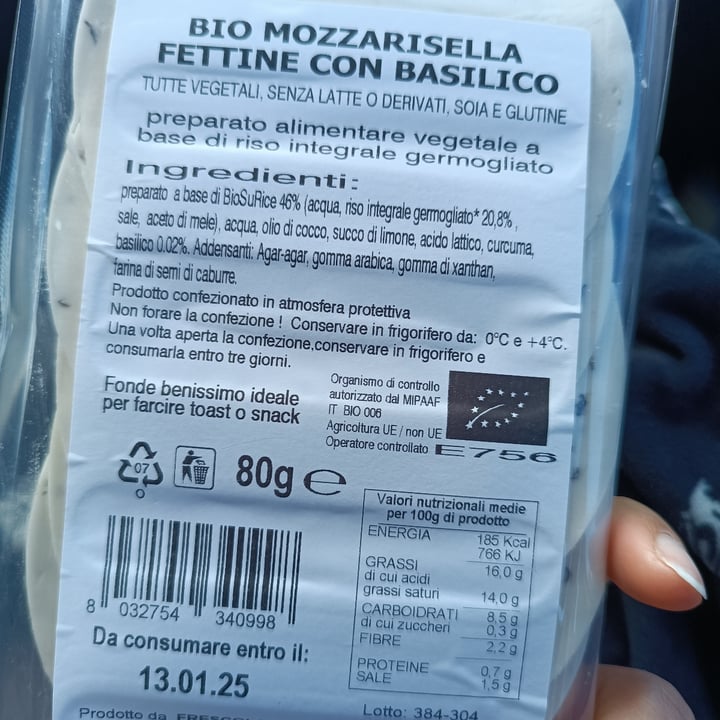 BIO MOZZARISELLA
FETTINE CON BASILICO
TUTTE VEGETALI, SENZA LATTE O DERIVATI, SOIA E GLUTINE
preparato alimentare vegetale a
base di riso integrale germogliato
Ingredienti:
preparato a base di BioSuRice 46% (acqua, riso integrale germogliato* 20,8%,
sale, aceto di mele), acqua, olio di cocco, succo di limone, acido lattico, curcuma,
basilico 0.02%. Addensanti: Agar-agar, gomma arabica, gomma di xanthan,
farina di semi di caburre.
Prodotto confezionato in atmosfera protettiva
Non forare la confezione ! Conservare in frigorifero da: 0°C e +4°C.
Una volta aperta la confezione,conservare in frigorifero e
consumarla entro tre giorni.
Fonde benissimo ideale
per farcire toast o snack
Organismo di controllo
autorizzato dal MIPAAF
IT BIO 006
Agricoltura UE / non UE
Operatore controllato E756
07
80g e
8 032754 340998
Da consumare entro il:
13.01.25
Valori nutrizionali medie
per 100g di prodotto
ENERGIA 185 Kcal
766 KJ
GRASSI 16,0 g
di cui acidi
grassi saturi 14,0 g
CARBOIDRATI 8,5 g
di cui zuccheri 0,3 g
FIBRE 2,2 g
PROTEINE 0,7 g
SALE 1,5 g
Prodotto da
Lotto: 384-304